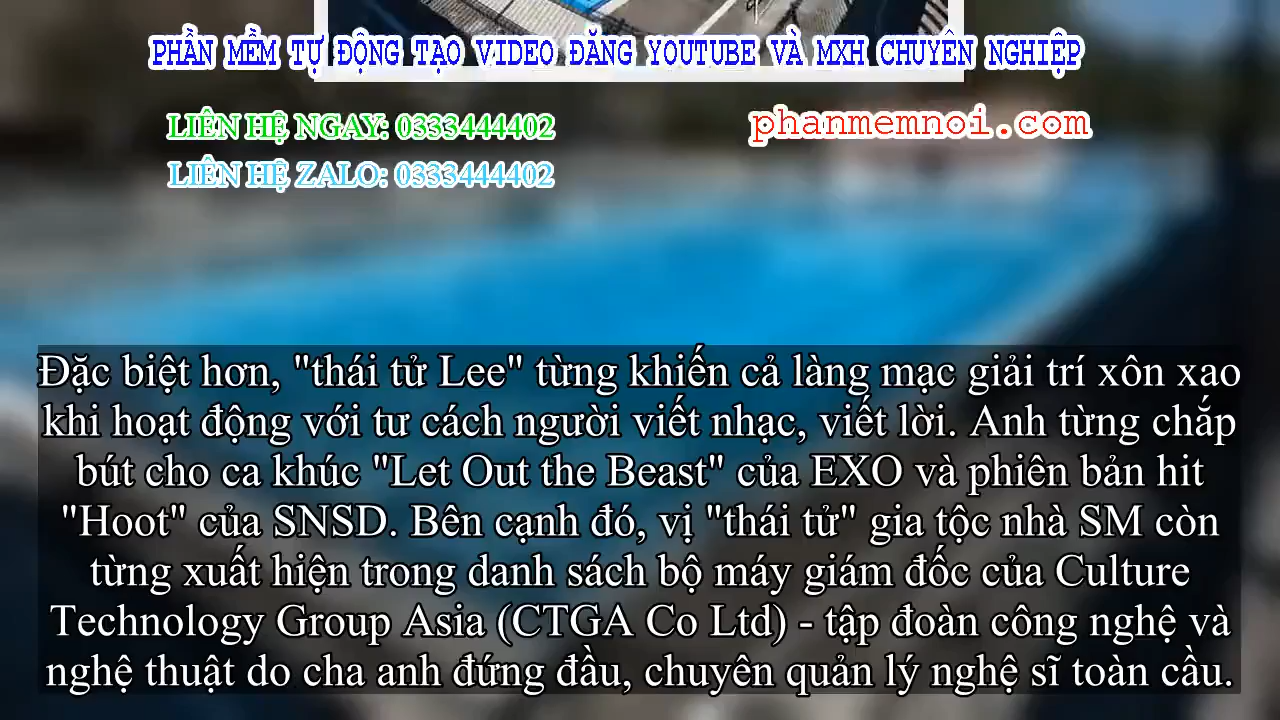 PHẦN MỀM TỰ ĐỘNG TẠO VIDEO ĐĂNG YOUTUBE VÀ MXH CHUYÊN NGHIỆP
LIÊN HỆ NGAY: 0333444402
phanmemnoi.com
LIÊN HỆ ZALO: 0333444402
Đặc biệt hơn, "thái tử Lee" từng khiến cả làng mạc giải trí xôn xao
khi hoạt động với tư cách người viết nhạc, viết lời. Anh từng chắp
bút cho ca khúc "Let Out the Beast" của EXO và phiên bản hit
"Hoot" của SNSD. Bên cạnh đó, vị "thái tử" gia tộc nhà SM còn
từng xuất hiện trong danh sách bộ máy giám đốc của Culture
Technology Group Asia (CTGA Co Ltd) - tập đoàn công nghệ và
nghệ thuật do cha anh đứng đầu, chuyên quản lý nghệ sĩ toàn cầu.